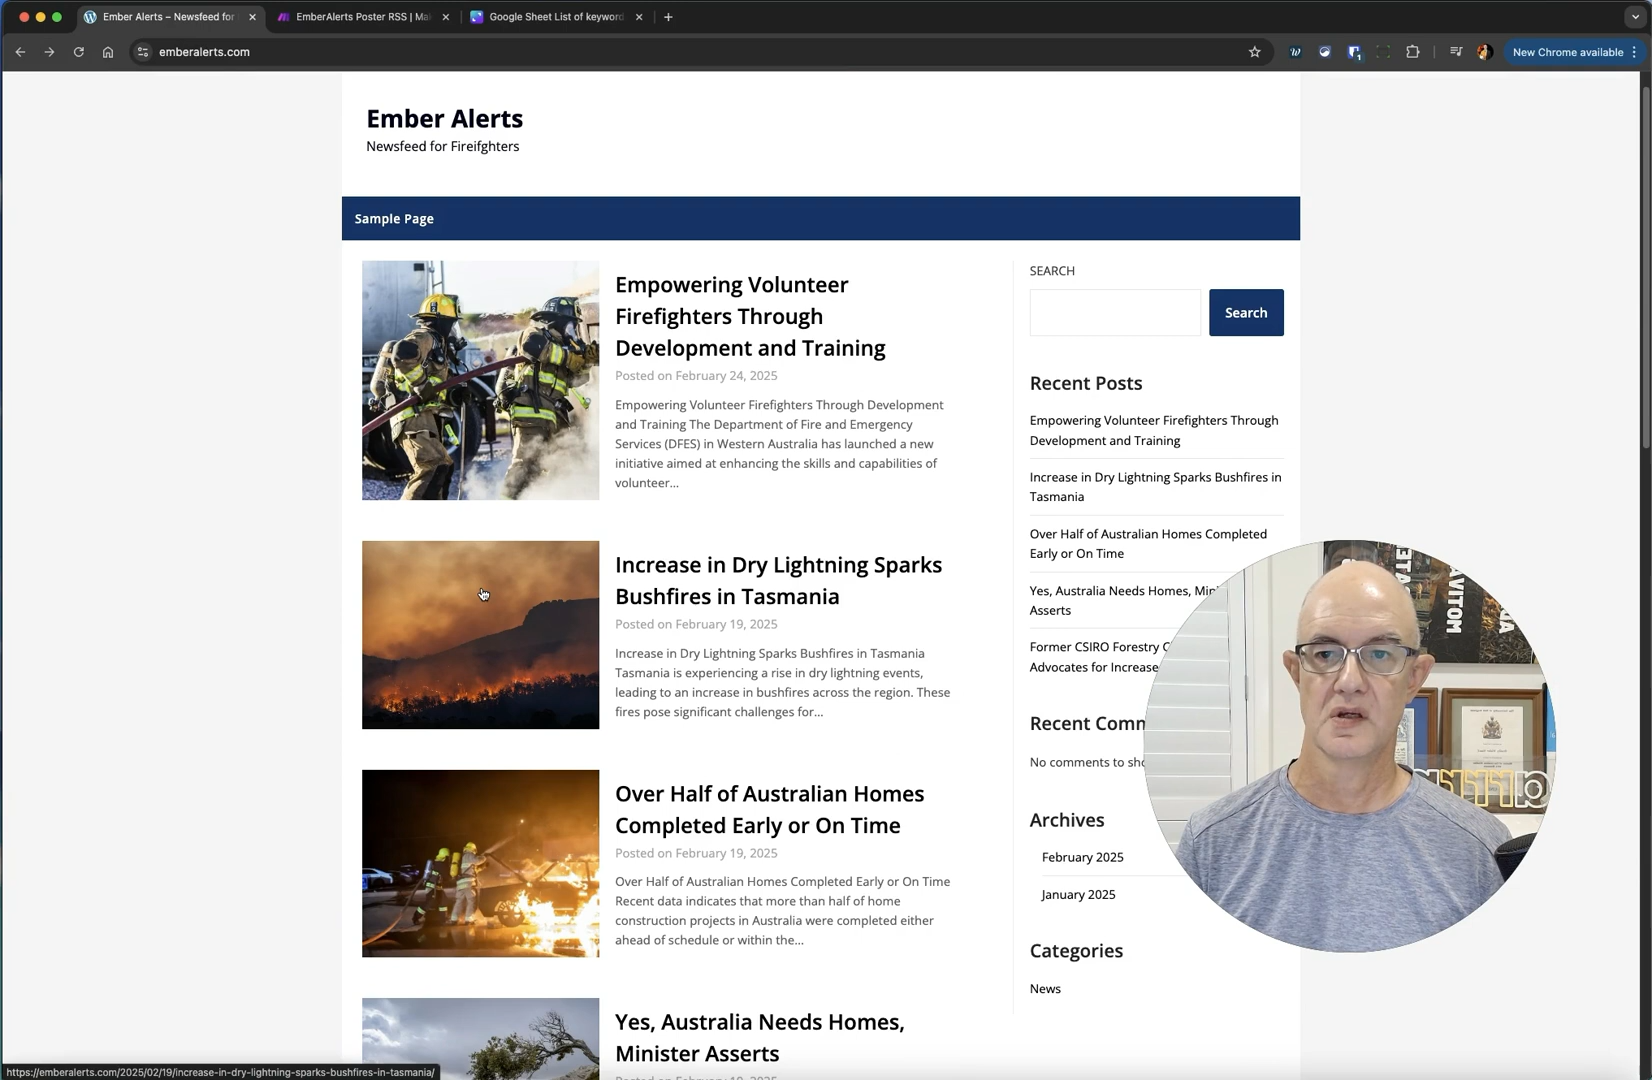 Ember Alerts – Newsfeed for
EmberAlerts Poster RSS | Ma
Google Sheet List of keyword
emberalerts.com
New Chrome available
Ember Alerts
Newsfeed for Fireifghters
Sample Page
Empowering Volunteer
Firefighters Through
Development and Training
Posted on February 24, 2025
Empowering Volunteer Firefighters Through Development
and Training The Department of Fire and Emergency
Services (DFES) in Western Australia has launched a new
initiative aimed at enhancing the skills and capabilities of
volunteer...
Increase in Dry Lightning Sparks
Bushfires in Tasmania
Posted on February 19, 2025
Increase in Dry Lightning Sparks Bushfires in Tasmania
Tasmania is experiencing a rise in dry lightning events,
leading to an increase in bushfires across the region. These
fires pose significant challenges for...
Over Half of Australian Homes
Completed Early or On Time
Posted on February 19, 2025
Over Half of Australian Homes Completed Early or On Time
Recent data indicates that more than half of home
construction projects in Australia were completed either
ahead of schedule or within the...
Yes, Australia Needs Homes,
Minister Asserts
SEARCH
Search
Recent Posts
Empowering Volunteer Firefighters Through
Development and Training
Increase in Dry Lightning Sparks Bushfires in
Tasmania
Over Half of Australian Homes Completed
Early or On Time
Yes, Australia Needs Homes, Min
Asserts
Former CSIRO Forestry C
Advocates for Increase
Recent Comm
No comments to sho
Archives
February 2025
January 2025
Categories
News
https://emberalerts.com/2025/02/19/increase-in-dry-lightning-sparks-bushfires-in-tasmania/